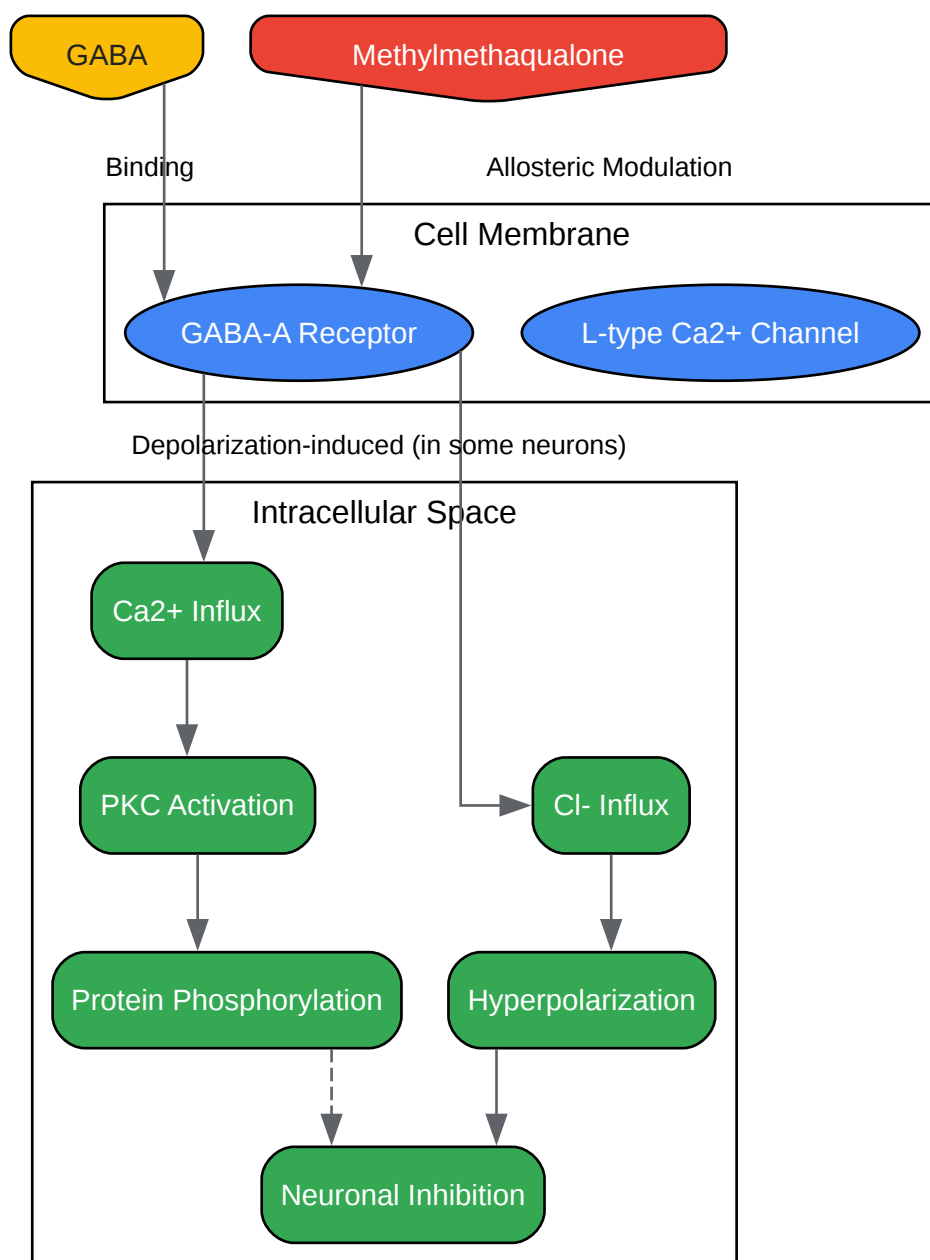 GABA
Methylmethaqualone
Binding
Allosteric Modulation
Cell Membrane
GABA-A Receptor
L-type Ca2+ Channel
Depolarization-induced (in some neurons)
Intracellular Space
Ca2+ Influx
PKC Activation
Cl- Influx
Protein Phosphorylation
Hyperpolarization
Neuronal Inhibition